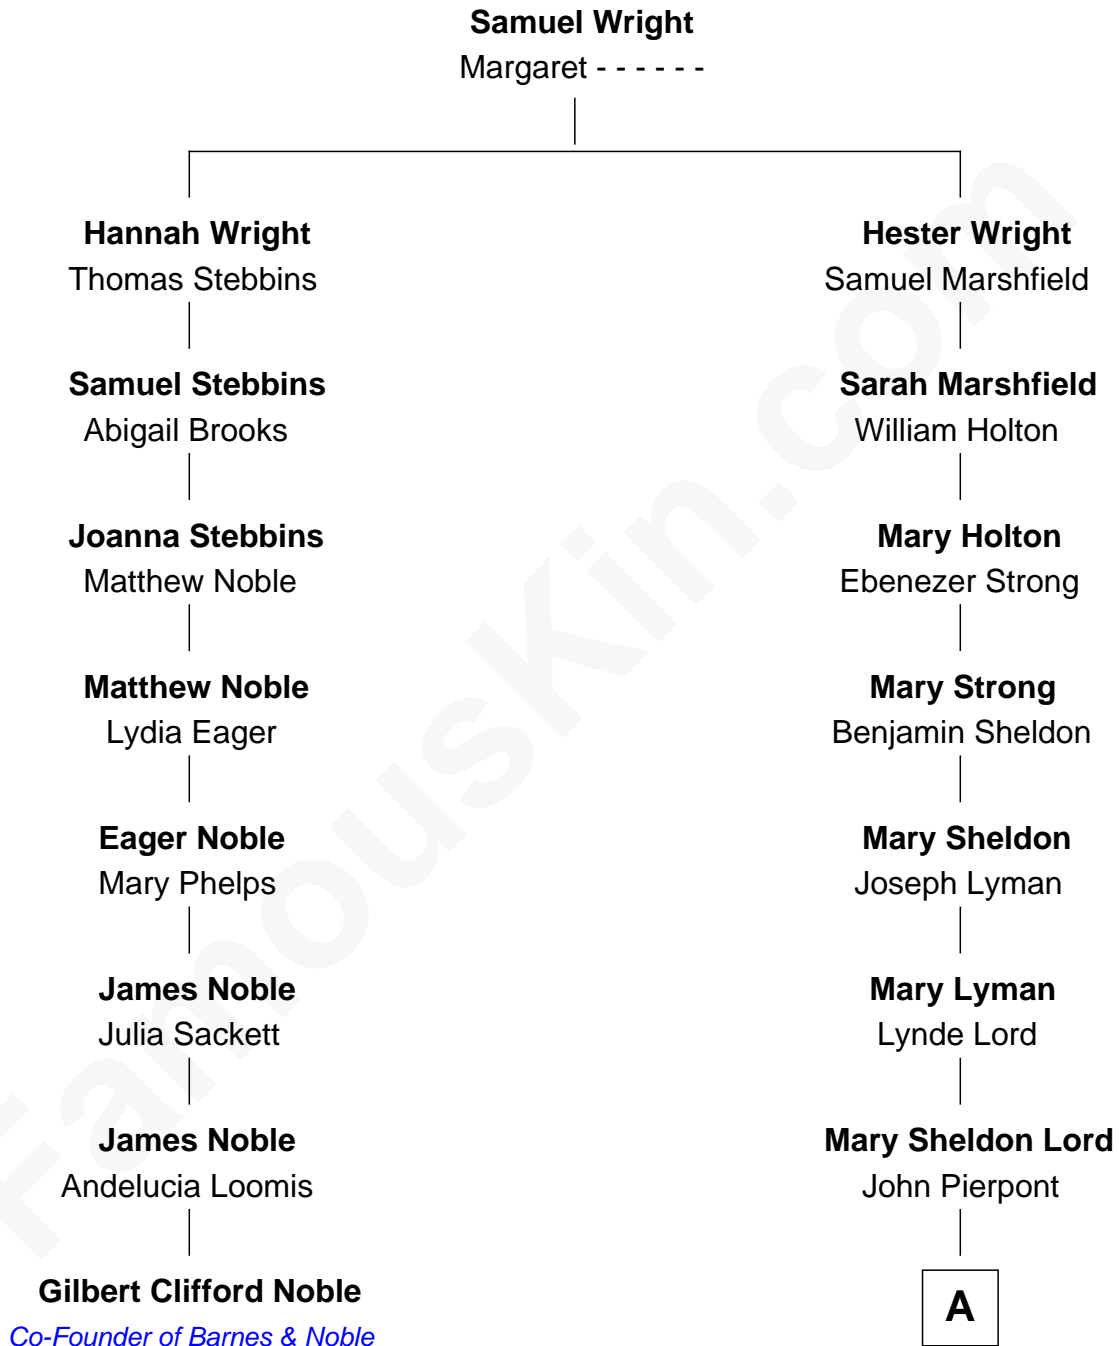 Samuel Wright
Margaret - - - - - -
Hannah Wright
Thomas Stebbins
Hester Wright
Samuel Marshfield
Samuel Stebbins
Abigail Brooks
Sarah Marshfield
William Holton
Joanna Stebbins
Matthew Noble
Mary Holton
Ebenezer Strong
Matthew Noble
Lydia Eager
Mary Strong
Benjamin Sheldon
Eager Noble
Mary Phelps
Mary Sheldon
Joseph Lyman
James Noble
Julia Sackett
Mary Lyman
Lynde Lord
James Noble
Andelucia Loomis
Mary Sheldon Lord
John Pierpont
Gilbert Clifford Noble
Co-Founder of Barnes & Noble
A
FamousKin.com